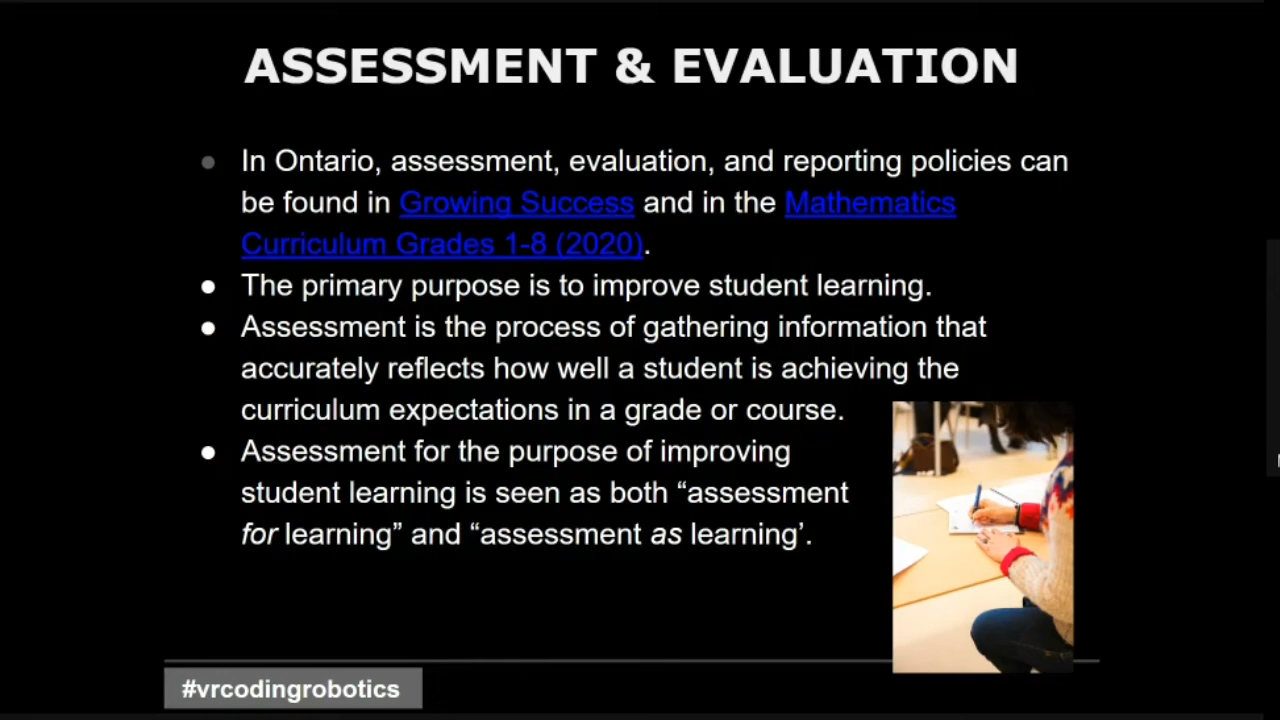 ASSESSMENT & EVALUATION
● In Ontario, assessment, evaluation, and reporting policies can
be found in Growing Success and in the Mathematics
Curriculum Grades 1-8 (2020).
● The primary purpose is to improve student learning.
● Assessment is the process of gathering information that
accurately reflects how well a student is achieving the
curriculum expectations in a grade or course.
● Assessment for the purpose of improving
student learning is seen as both “assessment
for learning” and “assessment as learning’.
#vrcodingrobotics